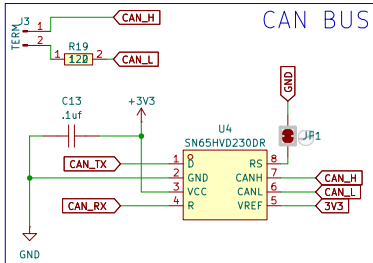 CAN BUS
J3
TERM
1
CAN_H
2
R19
1 120 2
CAN_L
C13
.1uf
+3V3
GND
JP1
U4
SN65HVD230DR
CAN_TX 1 D RS 8
2 GND CANH 7 CAN_H
3 VCC CANL 6 CAN_L
CAN_RX 4 R VREF 5 3V3
GND